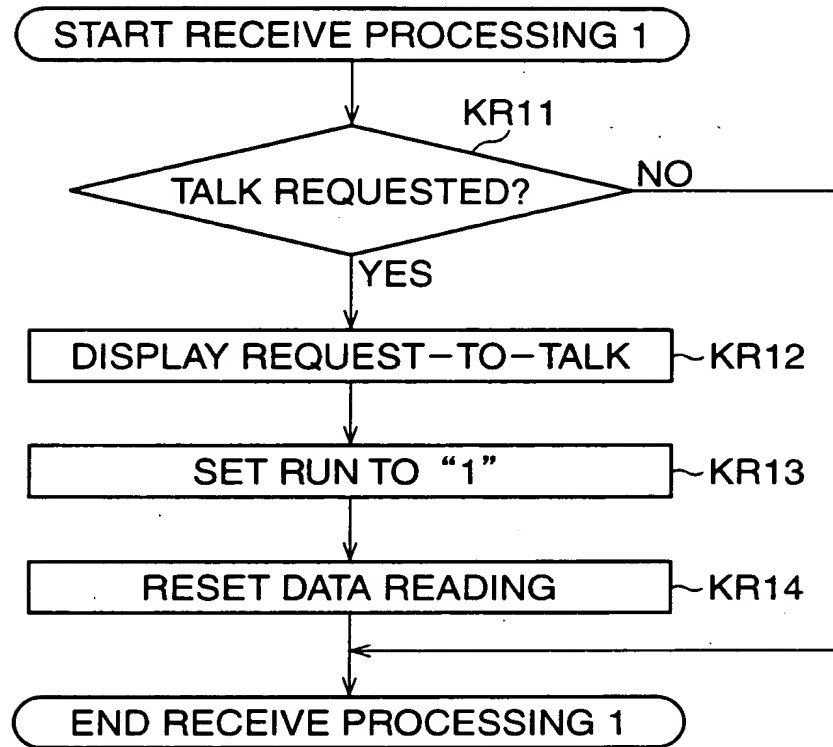 START RECEIVE PROCESSING 1
KR11
TALK REQUESTED?
NO
YES
DISPLAY REQUEST−TO−TALK
KR12
SET RUN TO “1”
KR13
RESET DATA READING
KR14
END RECEIVE PROCESSING 1